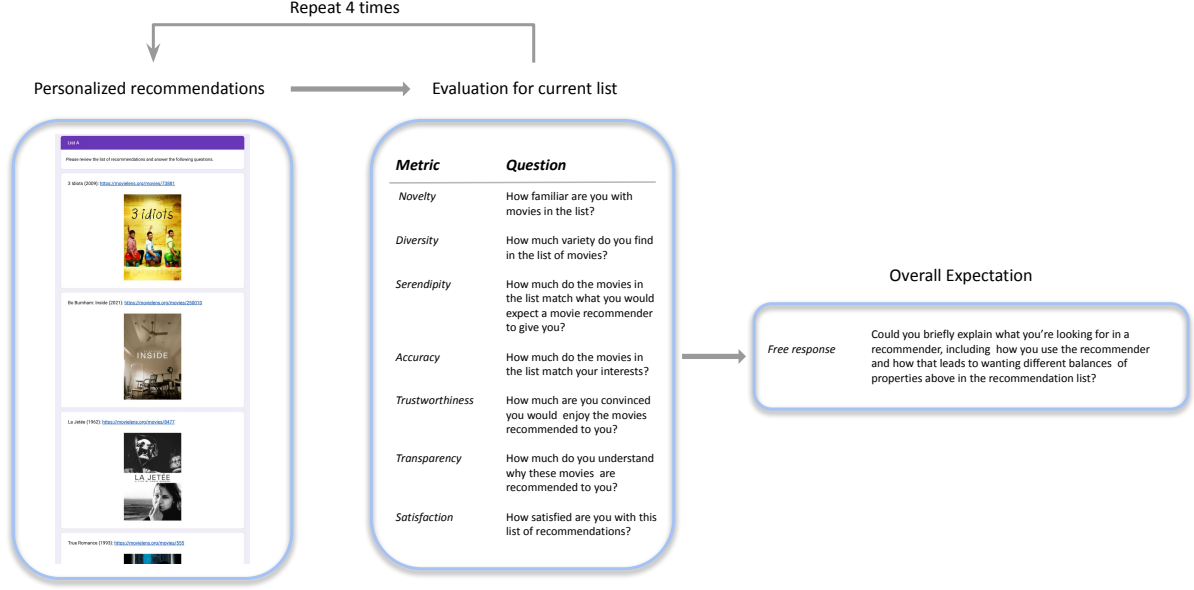 Repeat 4 times
Personalized recommendations
Evaluation for current list
List A
Please review the list of recommendations and answer the following questions.
3 Idiots (2009): https://movielens.org/movies/73881
3 idiots
Bo Burnham: Inside (2021): https://movielens.org/movies/250010
INSIDE
La Jetée (1962): https://movielens.org/movies/8477
LA JETÉE
True Romance (1993): https://movielens.org/movies/555
Metric Question
Novelty How familiar are you with
movies in the list?
Diversity How much variety do you find
in the list of movies?
Serendipity How much do the movies in
the list match what you would
expect a movie recommender
to give you?
Accuracy How much do the movies in
the list match your interests?
Trustworthiness How much are you convinced
you would enjoy the movies
recommended to you?
Transparency How much do you understand
why these movies are
recommended to you?
Satisfaction How satisfied are you with this
list of recommendations?
Overall Expectation
Free response Could you briefly explain what you're looking for in a
recommender, including how you use the recommender
and how that leads to wanting different balances of
properties above in the recommendation list?